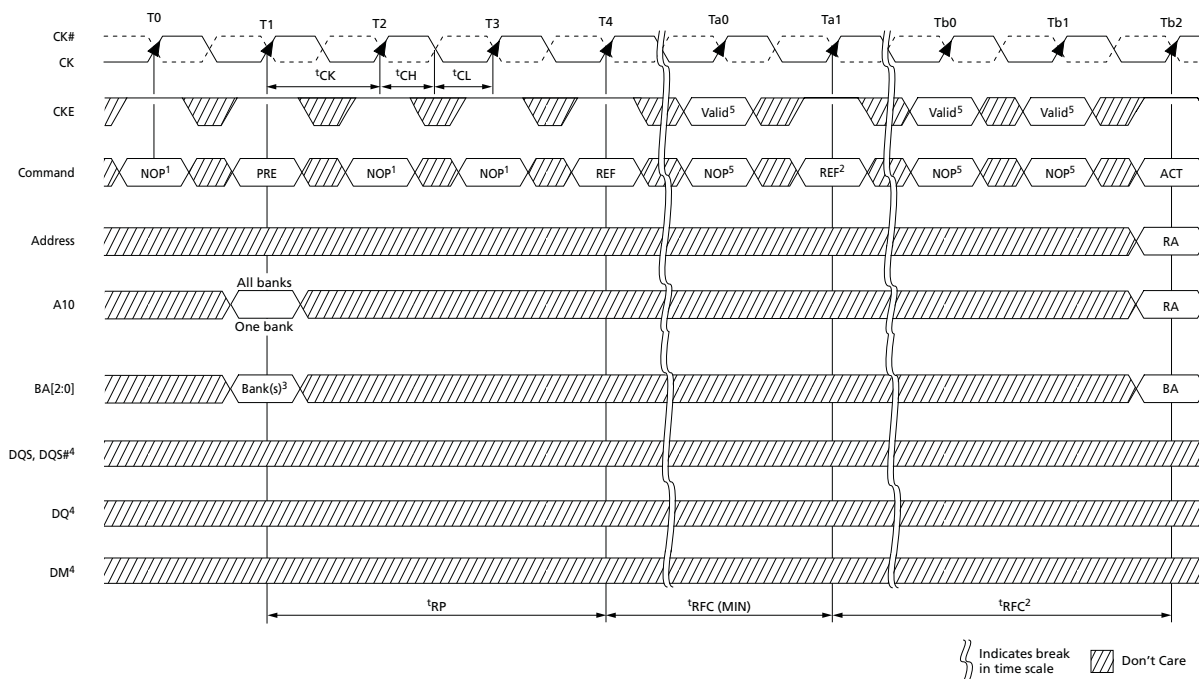 T0 T1 T2 T3 T4 Ta0 Ta1 Tb0 Tb1 Tb2
CK#
CK
tCK tCH tCL
CKE Valid5 Valid5 Valid5
Command NOP1 PRE NOP1 NOP1 REF NOP5 REF2 NOP5 NOP5 ACT
Address RA
All banks
A10 RA
One bank
BA[2:0] Bank(s)3 BA
DQS, DQS#4
DQ4
DM4
tRP tRFC (MIN) tRFC2
Indicates break
in time scale
Don't Care